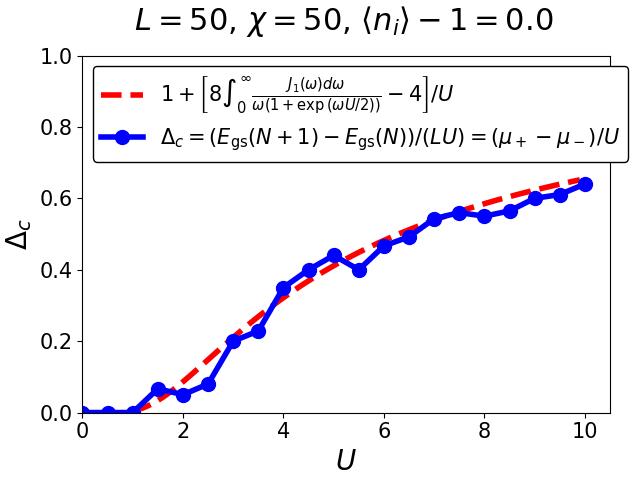 L = 50, χ = 50, ⟨n_i⟩ − 1 = 0.0
1.0
0.8
0.6
0.4
0.2
0.0
Δ_c
1 + [8∫_0^∞ J_1(ω)dω / ω(1 + exp (ωU/2)) − 4]/U
Δ_c = (E_gs(N + 1) − E_gs(N))/(LU) = (μ_+ − μ_−)/U
0 2 4 6 8 10
U